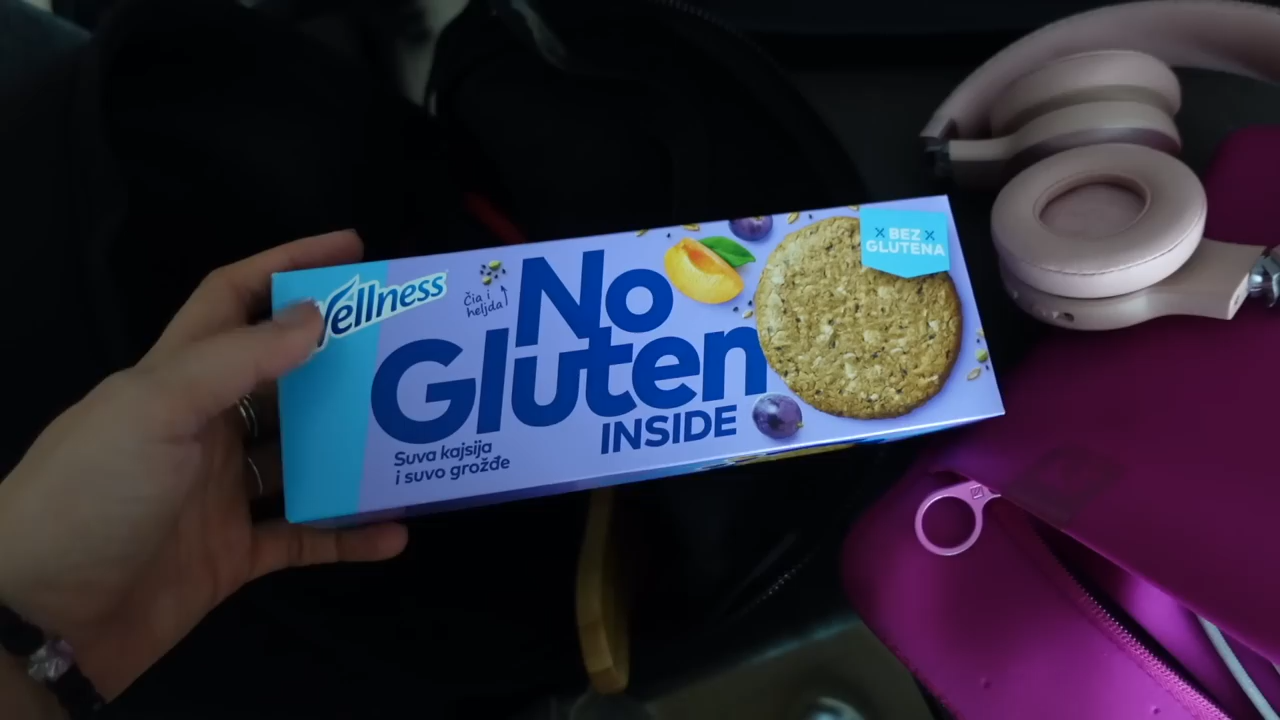 Wellness
Čia i
heljda
No
Gluten
INSIDE
Suva kajsija
i suvo grožđe
BEZ
GLUTENA